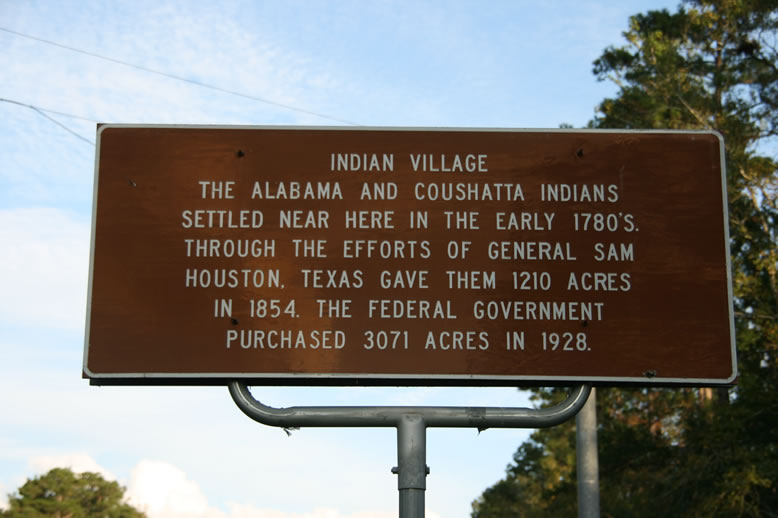 INDIAN VILLAGE
THE ALABAMA AND COUSHATTA INDIANS
SETTLED NEAR HERE IN THE EARLY 1780'S.
THROUGH THE EFFORTS OF GENERAL SAM
HOUSTON, TEXAS GAVE THEM 1210 ACRES
IN 1854. THE FEDERAL GOVERNMENT
PURCHASED 3071 ACRES IN 1928.